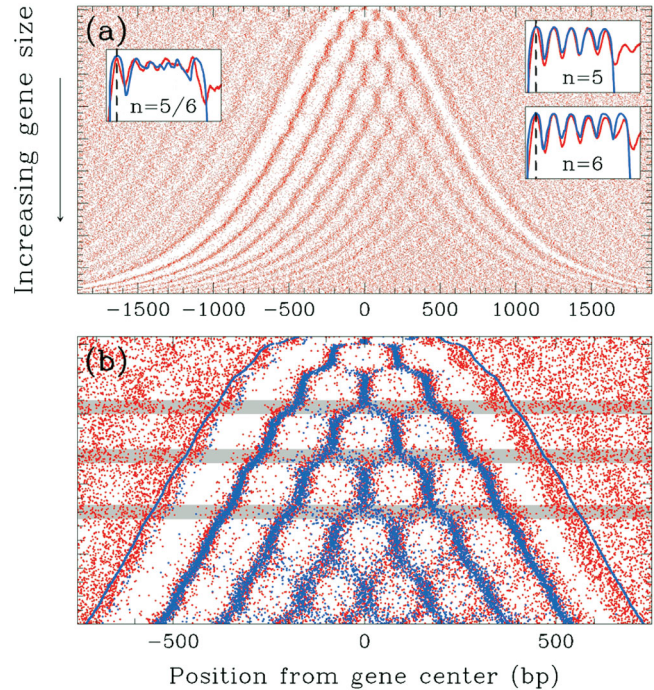 (a)
n=5/6
n=5
n=6
Increasing gene size
−1500 −1000 −500 0 500 1000 1500
(b)
−500 0 500
Position from gene center (bp)